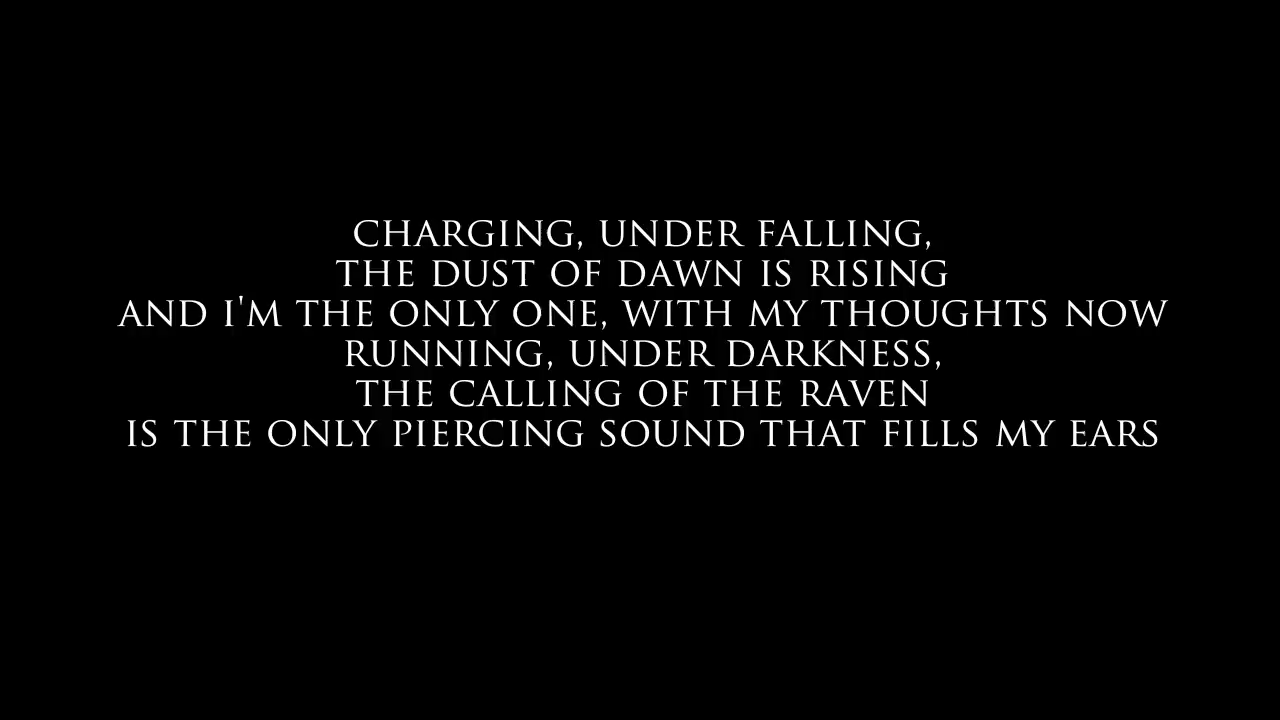 CHARGING, UNDER FALLING,
THE DUST OF DAWN IS RISING
AND I'M THE ONLY ONE, WITH MY THOUGHTS NOW
RUNNING, UNDER DARKNESS,
THE CALLING OF THE RAVEN
IS THE ONLY PIERCING SOUND THAT FILLS MY EARS